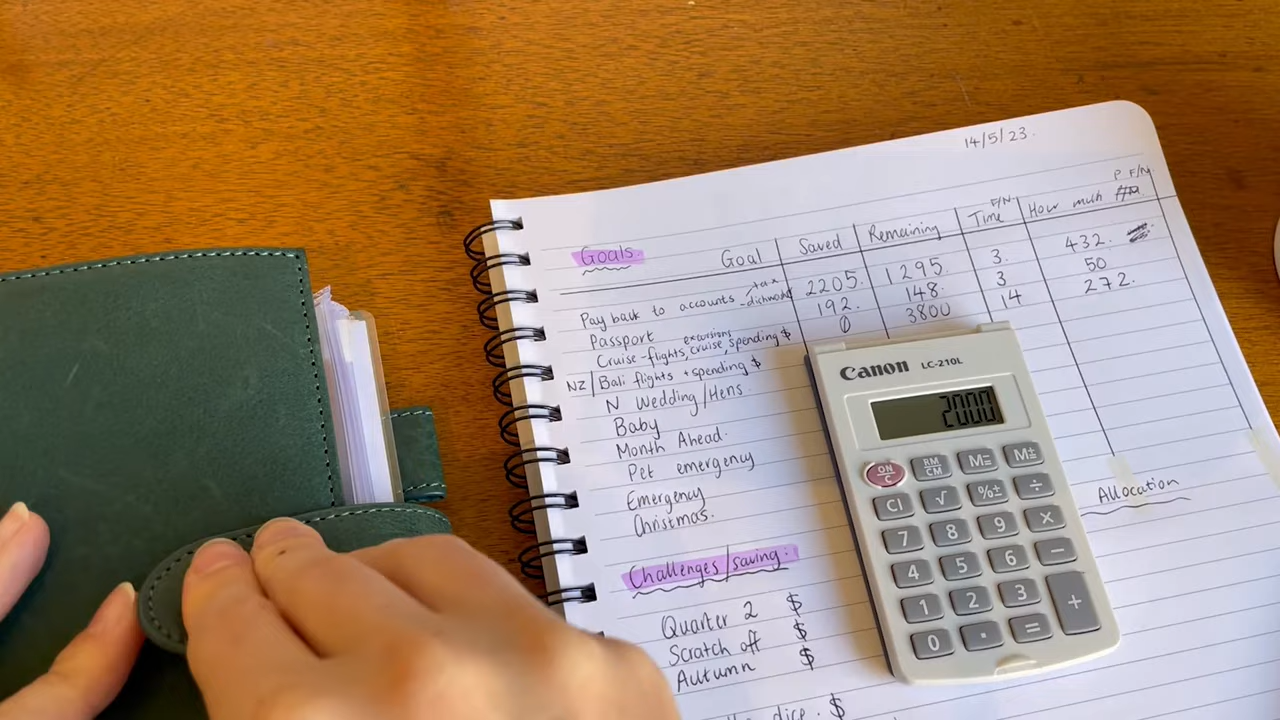 14/5/23.
Goals. Goal Saved Remaining Time F/N How much P F/N
Pay back to accounts -tax 2205. 1295. 3. 432.
Passport 192. 148. 3 50
Cruise - flights, excursions cruise, spending $ 0 3800 14 272.
NZ/Bali flights + spending $
N Wedding/Hens.
Baby
Month Ahead.
Pet emergency
Emergency
Christmas.
Allocation
Challenges/saving:
Quarter 2 $
Scratch off $
Autumn $
dice. $
Canon LC-210L
2000
ON/C RM/CM M= M±
CI √ %± ÷
7 8 9 ×
4 5 6 −
1 2 3 +
0 . =